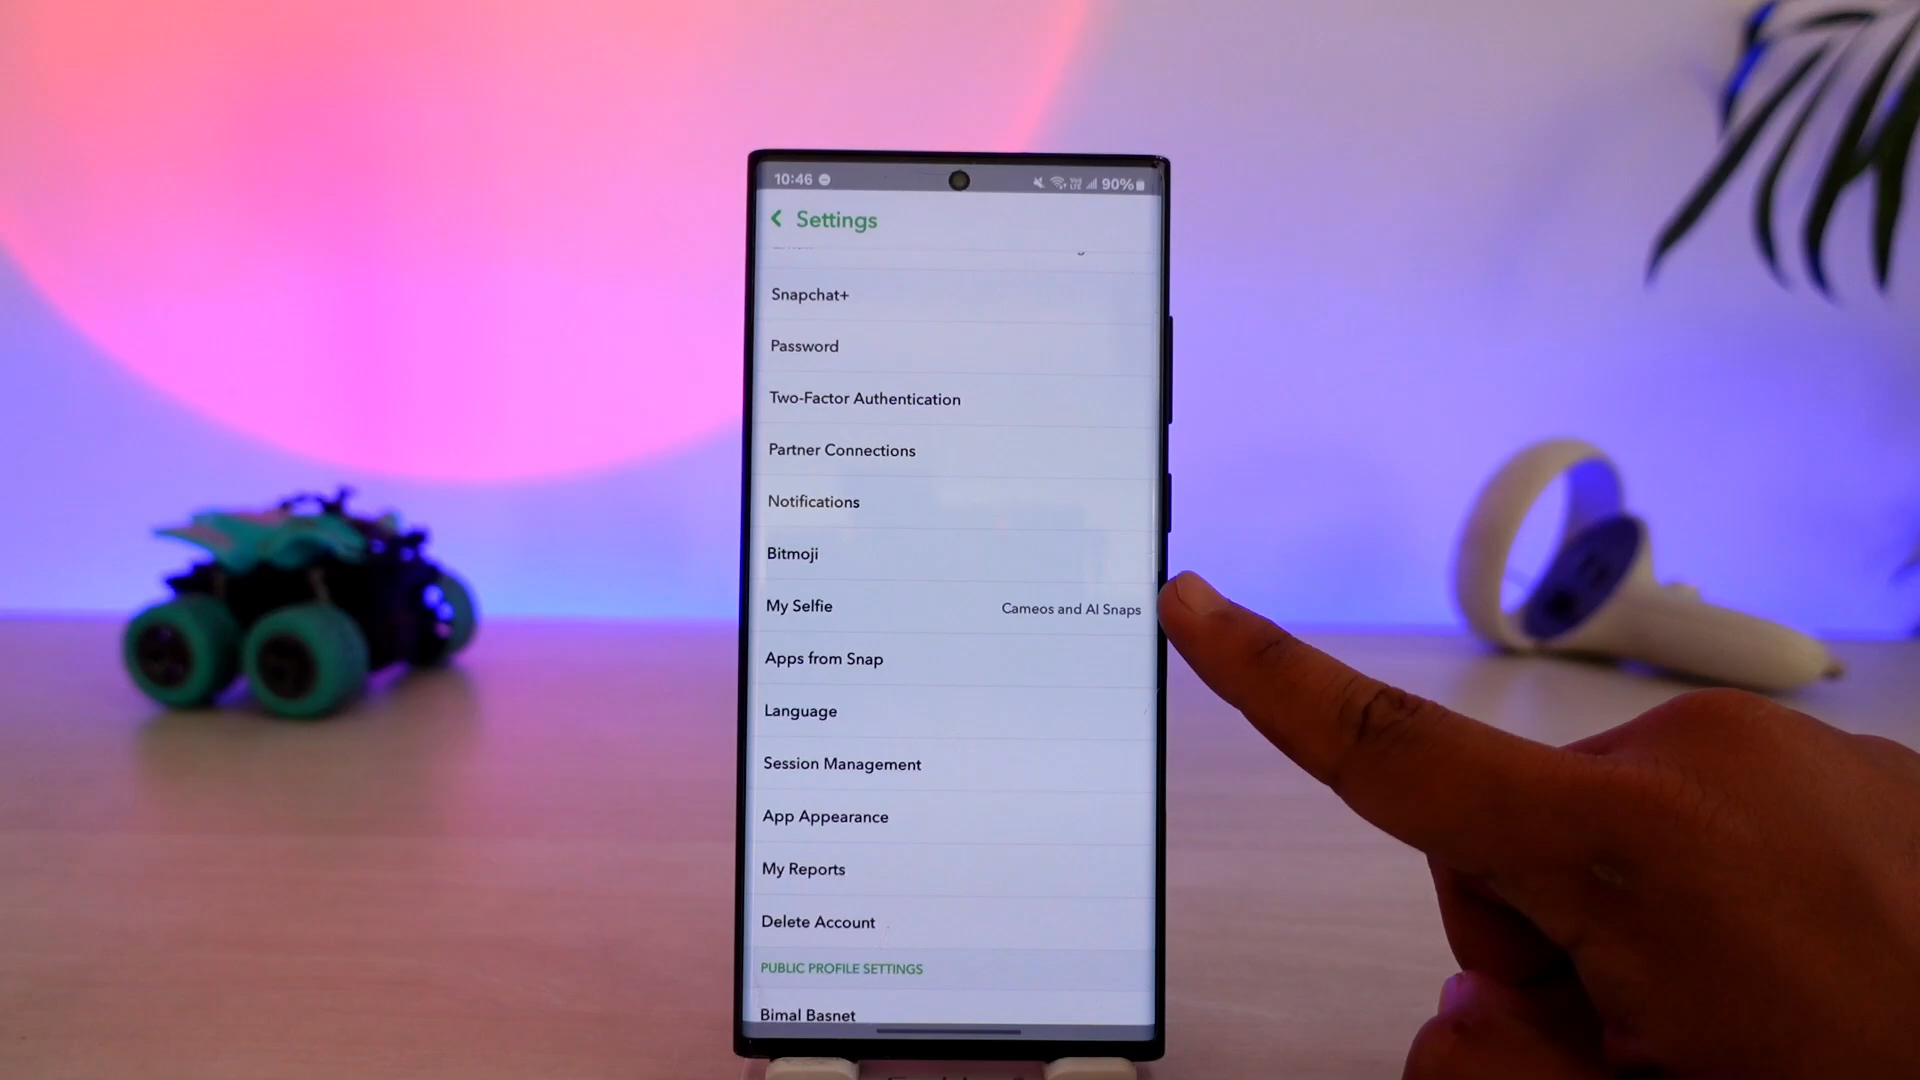 10:46
90%
Settings
Snapchat+
Password
Two-Factor Authentication
Partner Connections
Notifications
Bitmoji
My Selfie Cameos and AI Snaps
Apps from Snap
Language
Session Management
App Appearance
My Reports
Delete Account
PUBLIC PROFILE SETTINGS
Bimal Basnet